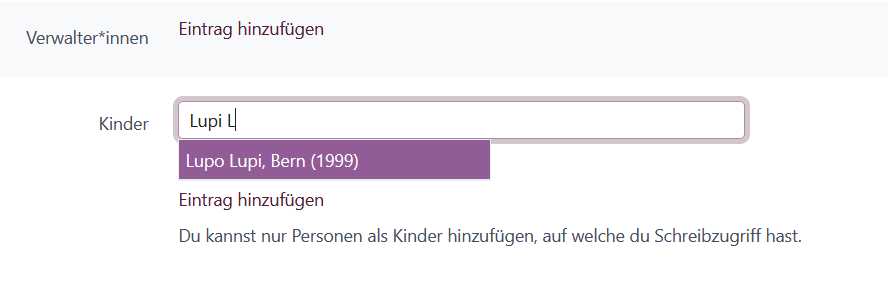 Verwalter*innen
Eintrag hinzufügen
Kinder
Lupi L
Lupo Lupi, Bern (1999)
Eintrag hinzufügen
Du kannst nur Personen als Kinder hinzufügen, auf welche du Schreibzugriff hast.